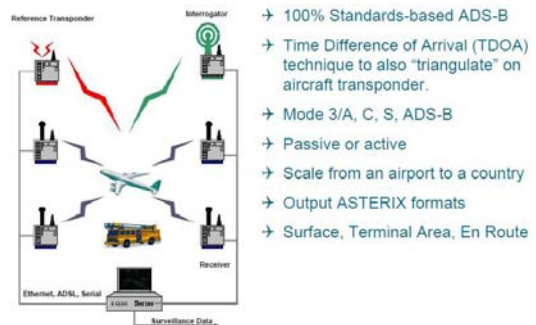 Reference Transponder
Interrogator
Receiver
Ethernet, ADSL, Serial
Surveillance Data
100% Standards-based ADS-B
Time Difference of Arrival (TDOA)
technique to also “triangulate” on
aircraft transponder.
Mode 3/A, C, S, ADS-B
Passive or active
Scale from an airport to a country
Output ASTERIX formats
Surface, Terminal Area, En Route